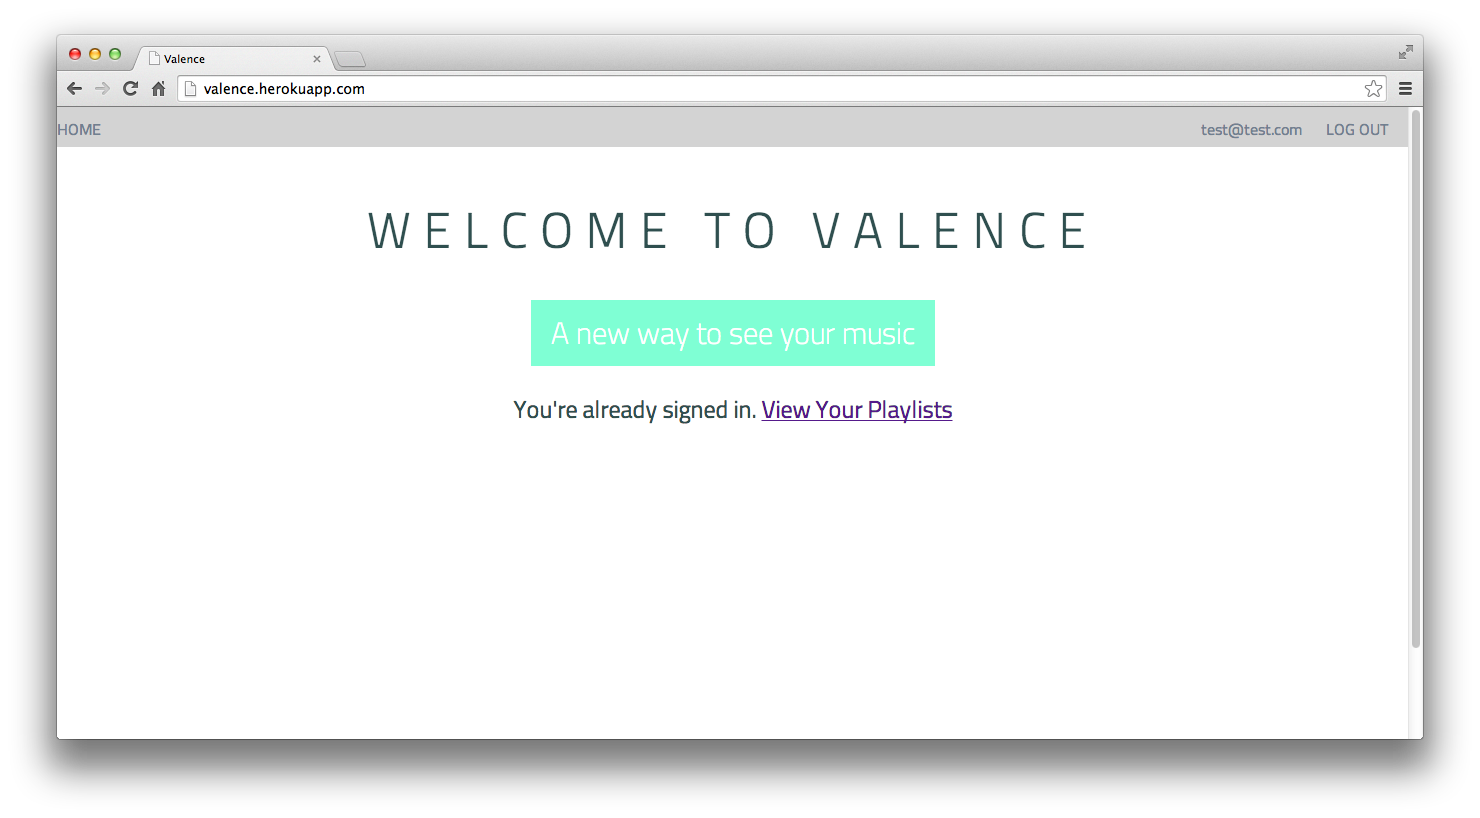 Valence
valence.herokuapp.com
HOME test@test.com LOG OUT
WELCOME TO VALENCE
A new way to see your music
You're already signed in. View Your Playlists